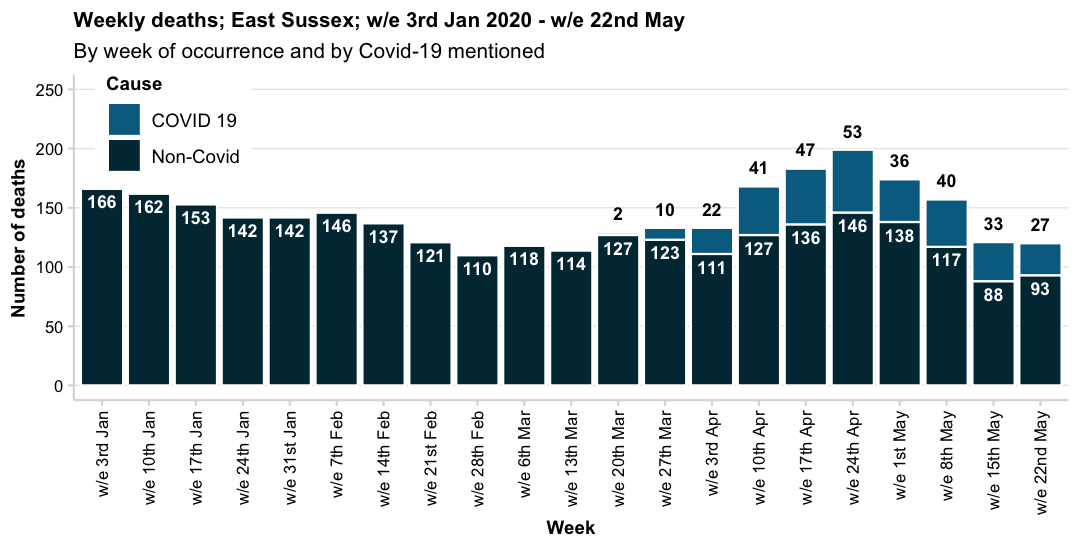 Weekly deaths; East Sussex; w/e 3rd Jan 2020 - w/e 22nd May
By week of occurrence and by Covid-19 mentioned
Cause
COVID 19
Non-Covid
Number of deaths
250
200
150
100
50
0
2 10 22 41 47 53 36 40 33 27
166 162 153 142 142 146 137 121 110 118 114 127 123 111 127 136 146 138 117 88 93
w/e 3rd Jan
w/e 10th Jan
w/e 17th Jan
w/e 24th Jan
w/e 31st Jan
w/e 7th Feb
w/e 14th Feb
w/e 21st Feb
w/e 28th Feb
w/e 6th Mar
w/e 13th Mar
w/e 20th Mar
w/e 27th Mar
w/e 3rd Apr
w/e 10th Apr
w/e 17th Apr
w/e 24th Apr
w/e 1st May
w/e 8th May
w/e 15th May
w/e 22nd May
Week